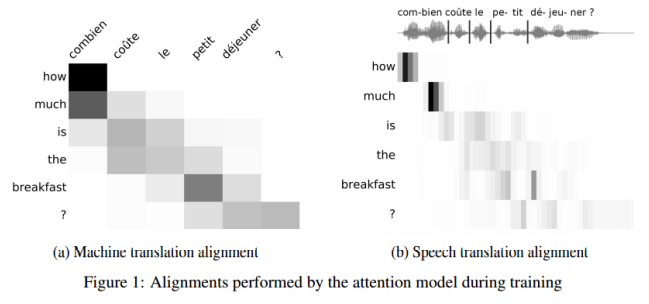 combien coûte le petit déjeuner ?
how
much
is
the
breakfast
?
(a) Machine translation alignment
com-bien coûte le pe- tit dé- jeu- ner ?
how
much
is
the
breakfast
?
(b) Speech translation alignment
Figure 1: Alignments performed by the attention model during training